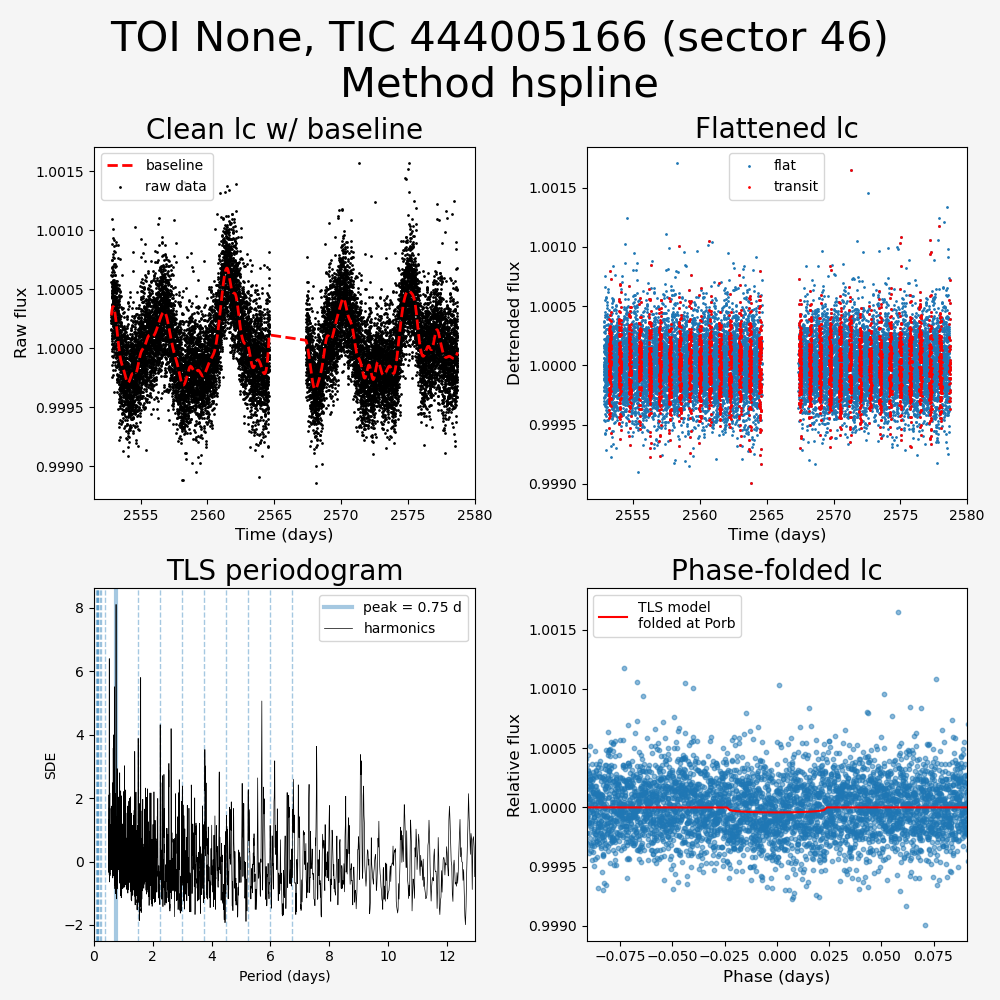 TOI None, TIC 444005166 (sector 46)
Method hspline
Clean lc w/ baseline
baseline
raw data
1.0015
1.0010
1.0005
1.0000
0.9995
0.9990
Raw flux
2555
2560
2565
2570
2575
2580
Time (days)
Flattened lc
flat
transit
1.0015
1.0010
1.0005
1.0000
0.9995
0.9990
Detrended flux
2555
2560
2565
2570
2575
2580
Time (days)
TLS periodogram
peak = 0.75 d
harmonics
8
6
4
2
0
−2
SDE
0
2
4
6
8
10
12
Period (days)
Phase-folded lc
TLS model
folded at Porb
1.0015
1.0010
1.0005
1.0000
0.9995
0.9990
Relative flux
−0.075
−0.050
−0.025
0.000
0.025
0.050
0.075
Phase (days)